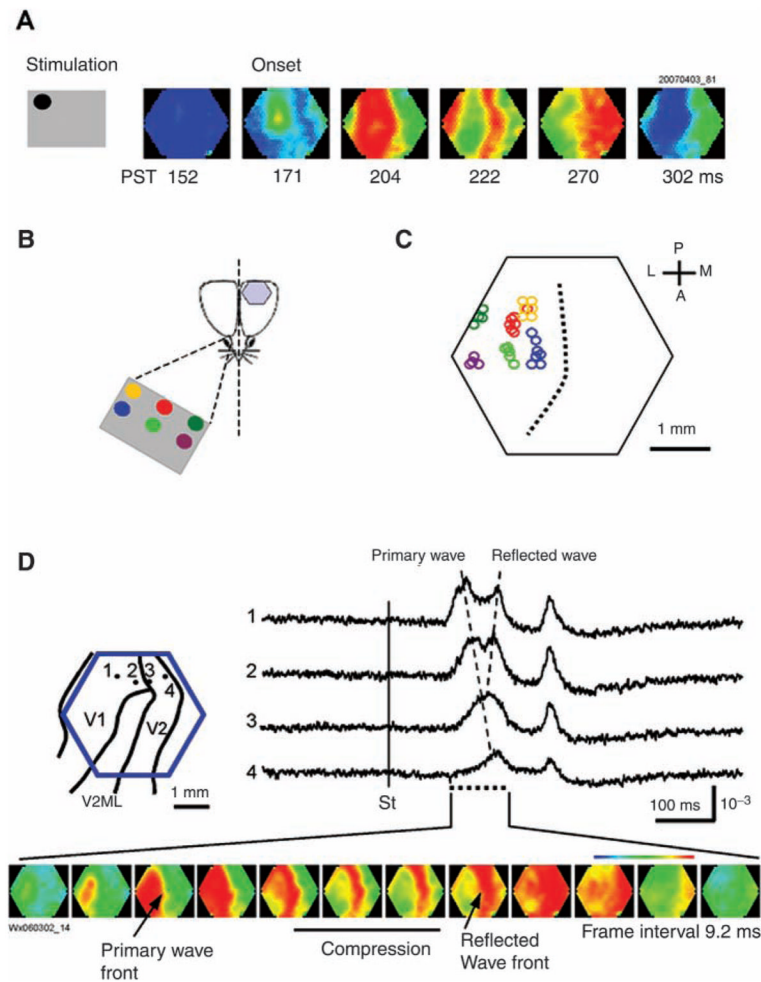 A
Stimulation
Onset
20070403_81
PST 152 171 204 222 270 302 ms
B
C
P
L M
A
1 mm
D
Primary wave Reflected wave
1
2
3
4
1 2 3
4
V1
V2
V2ML
1 mm
St
100 ms
10⁻³
Wx060302_14
Primary wave
front
Compression
Reflected
Wave front
Frame interval 9.2 ms